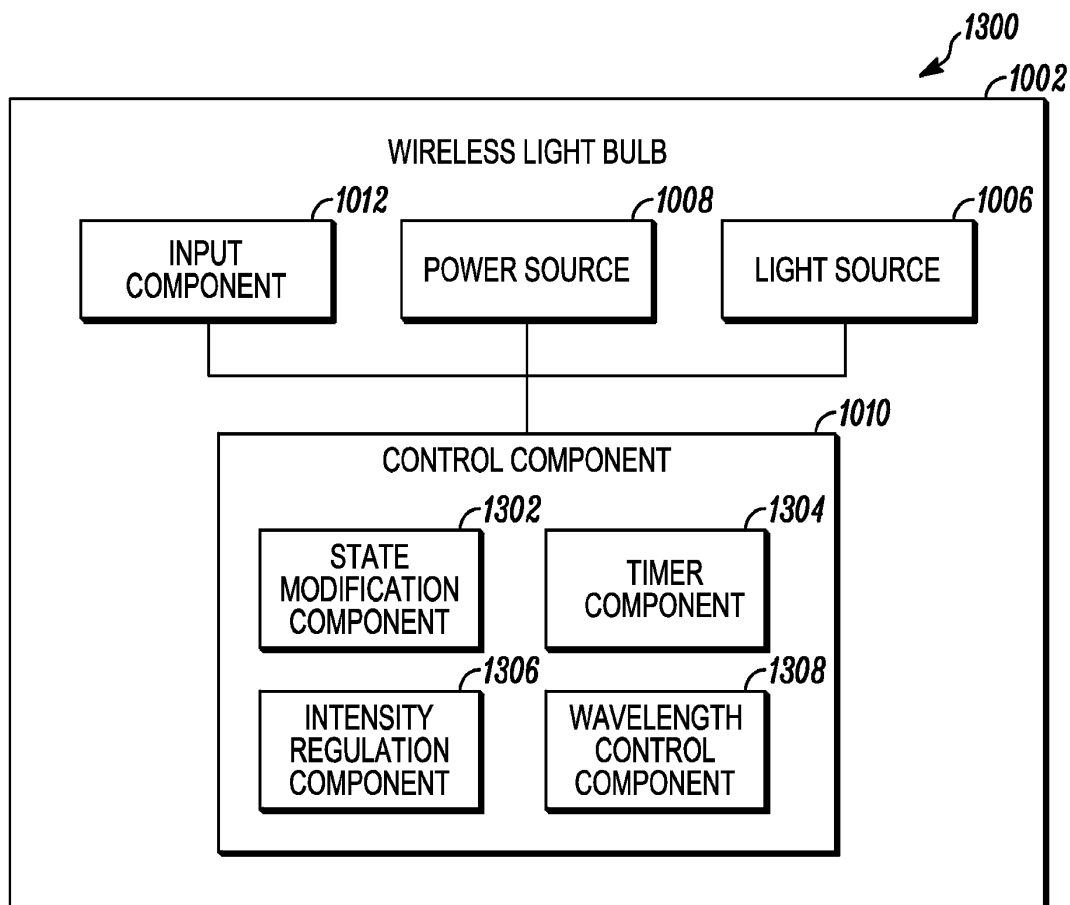 1300
1002
WIRELESS LIGHT BULB
1012
1008
1006
INPUT
COMPONENT
POWER SOURCE
LIGHT SOURCE
1010
CONTROL COMPONENT
1302
1304
STATE
MODIFICATION
COMPONENT
TIMER
COMPONENT
1306
1308
INTENSITY
REGULATION
COMPONENT
WAVELENGTH
CONTROL
COMPONENT